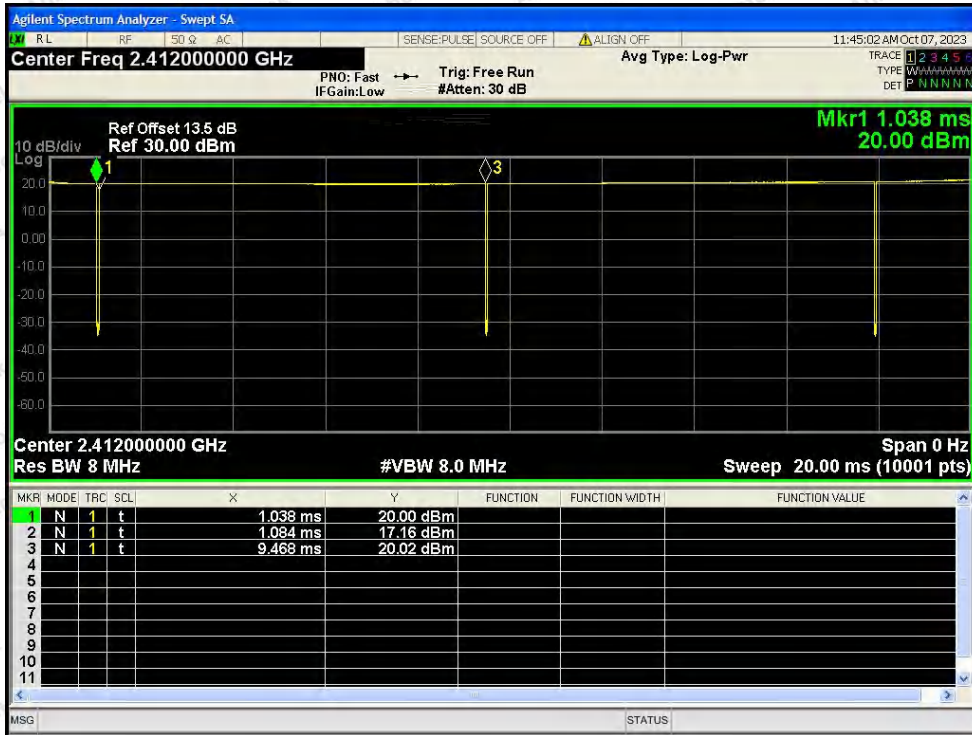 Agilent Spectrum Analyzer - Swept SA
LXI RL RF 50 Ω AC SENSE:PULSE SOURCE OFF ALIGN OFF 11:45:02 AM Oct 07, 2023
Center Freq 2.412000000 GHz
Avg Type: Log-Pwr
TRACE 1 2 3 4 5 6
PNO: Fast Trig: Free Run
TYPE WWWWWW
IFGain:Low #Atten: 30 dB
DET P N N N N N
Mkr1 1.038 ms
20.00 dBm
Ref Offset 13.5 dB
10 dB/div Ref 30.00 dBm
Log
1
3
20.0
10.0
0.00
-10.0
-20.0
-30.0
-40.0
-50.0
-60.0
Center 2.412000000 GHz Span 0 Hz
Res BW 8 MHz #VBW 8.0 MHz Sweep 20.00 ms (10001 pts)
MKR MODE TRC SCL X Y FUNCTION FUNCTION WIDTH FUNCTION VALUE
1 N 1 t 1.038 ms 20.00 dBm
2 N 1 t 1.084 ms 17.16 dBm
3 N 1 t 9.468 ms 20.02 dBm
4
5
6
7
8
9
10
11
MSG STATUS